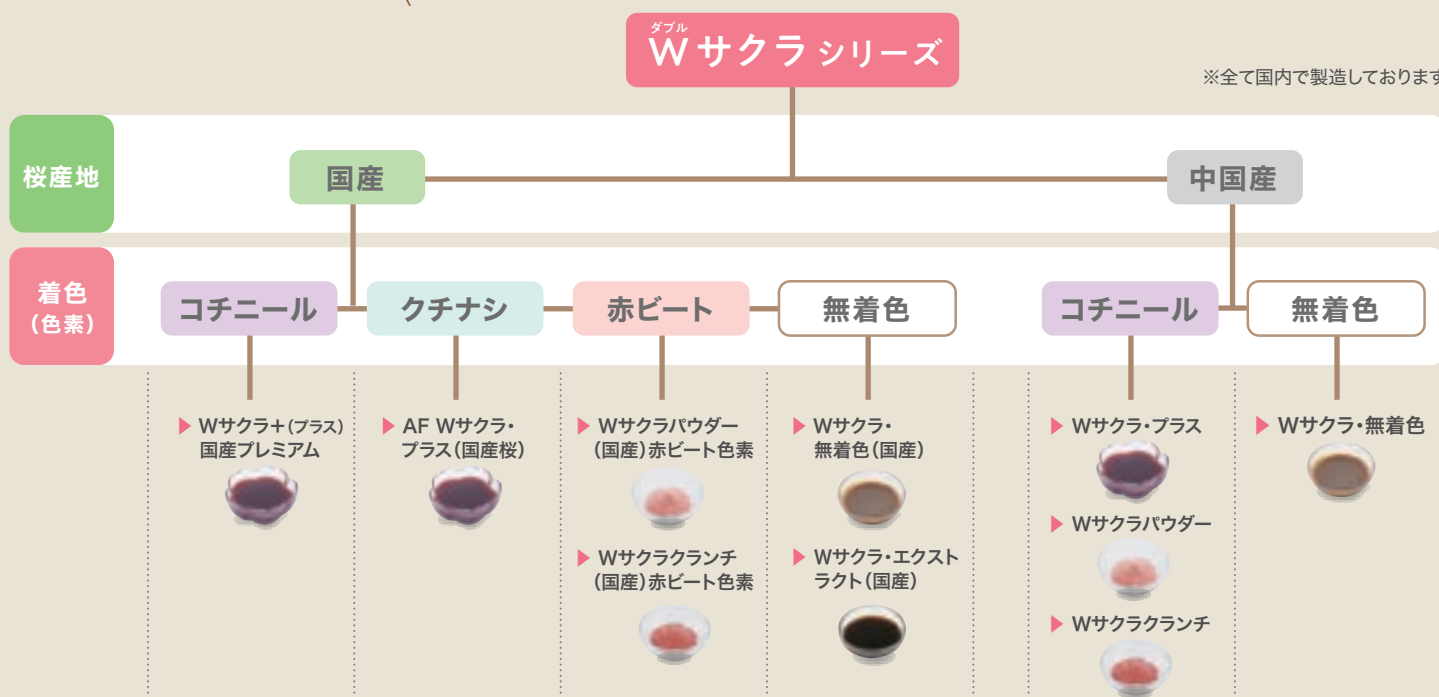 ダブル
Wサクラ シリーズ
※全て国内で製造しております
桜産地
国産
中国産
着色
(色素)
コチニール
クチナシ
赤ビート
無着色
コチニール
無着色
▶ Wサクラ+(プラス)
国産プレミアム
▶ AF Wサクラ・
プラス(国産桜)
▶ Wサクラパウダー
(国産)赤ビート色素
▶ Wサクラクランチ
(国産)赤ビート色素
▶ Wサクラ・
無着色(国産)
▶ Wサクラ・エクスト
ラクト(国産)
▶ Wサクラ・プラス
▶ Wサクラパウダー
▶ Wサクラクランチ
▶ Wサクラ・無着色